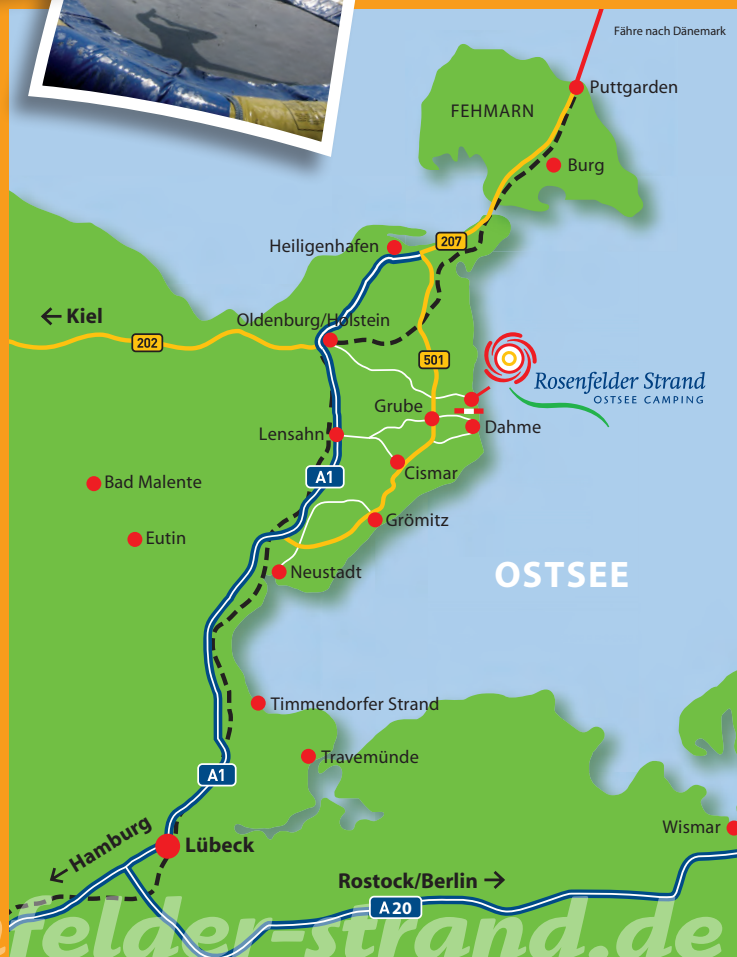 Fähre nach Dänemark
Puttgarden
FEHMARN
Burg
Heiligenhafen
207
← Kiel
Oldenburg/Holstein
202
501
Rosenfelder Strand
OSTSEE CAMPING
Grube
Dahme
Lensahn
Cismar
A1
Bad Malente
Grömitz
Eutin
OSTSEE
Neustadt
Timmendorfer Strand
Travemünde
A1
Wismar
← Hamburg
Lübeck
Rostock/Berlin →
A 20
felder-strand.de